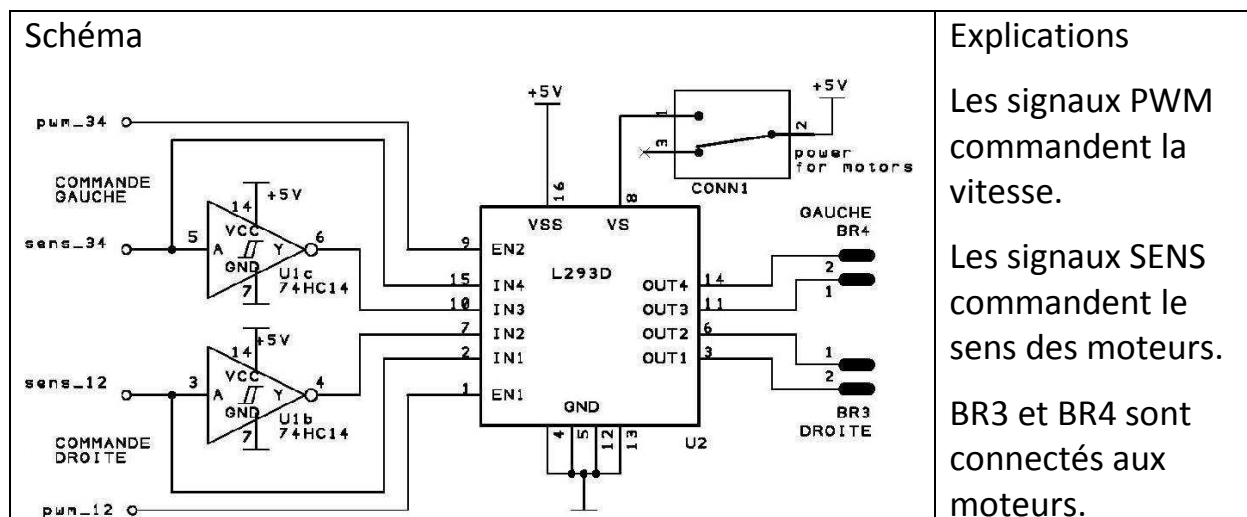 Schéma
+5V
+5V
pwm_34
1
2
3
power
for motors
COMMANDE
GAUCHE
+5V
14
16
8
CONN1
VCC
VSS
VS
GAUCHE
BR4
sens_34
5
A
Y
6
9
EN2
GND
U1c
74HC14
7
L293D
15
IN4
OUT4
14
2
10
IN3
OUT3
11
1
7
IN2
OUT2
6
+5V
14
2
IN1
OUT1
3
1
2
VCC
sens_12
3
A
Y
4
1
EN1
GND
U1b
74HC14
7
GND
BR3
DROITE
4
5
12
13
U2
COMMANDE
DROITE
pwm_12
Explications
Les signaux PWM
commandent la
vitesse.
Les signaux SENS
commandent le
sens des moteurs.
BR3 et BR4 sont
connectés aux
moteurs.